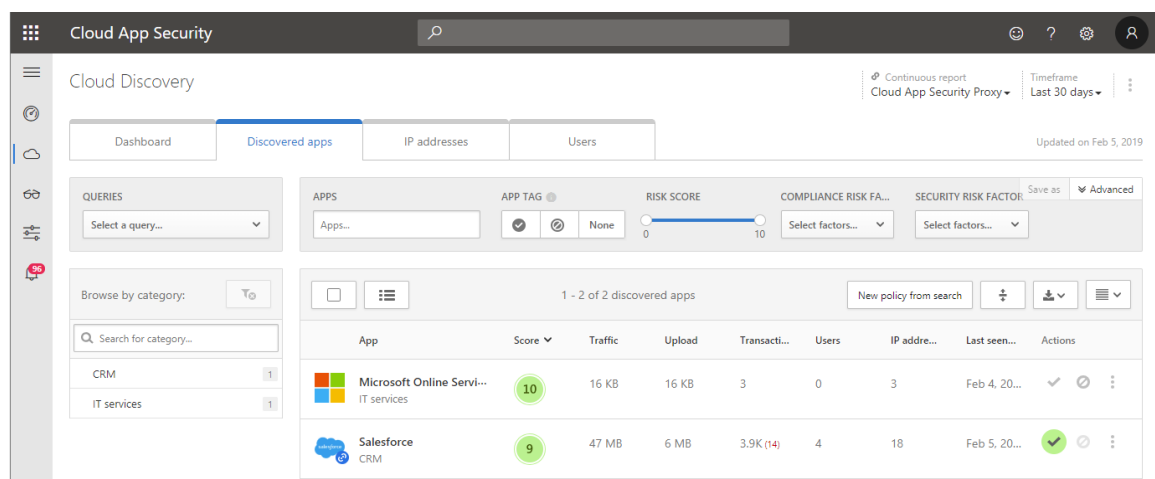 Cloud App Security
Cloud Discovery
Continuous report
Cloud App Security Proxy
Timeframe
Last 30 days
Dashboard
Discovered apps
IP addresses
Users
Updated on Feb 5, 2019
96
QUERIES
Select a query...
APPS
Apps...
APP TAG
None
RISK SCORE
0
10
COMPLIANCE RISK FA...
Select factors...
SECURITY RISK FACTOR
Select factors...
Save as
Advanced
Browse by category:
Search for category...
CRM 1
IT services 1
1 - 2 of 2 discovered apps
New policy from search
App Score Traffic Upload Transacti... Users IP addre... Last seen... Actions
Microsoft Online Servi... 10 16 KB 16 KB 3 0 3 Feb 4, 20...
IT services
salesforce
Salesforce 9 47 MB 6 MB 3.9K (14) 4 18 Feb 5, 20...
CRM